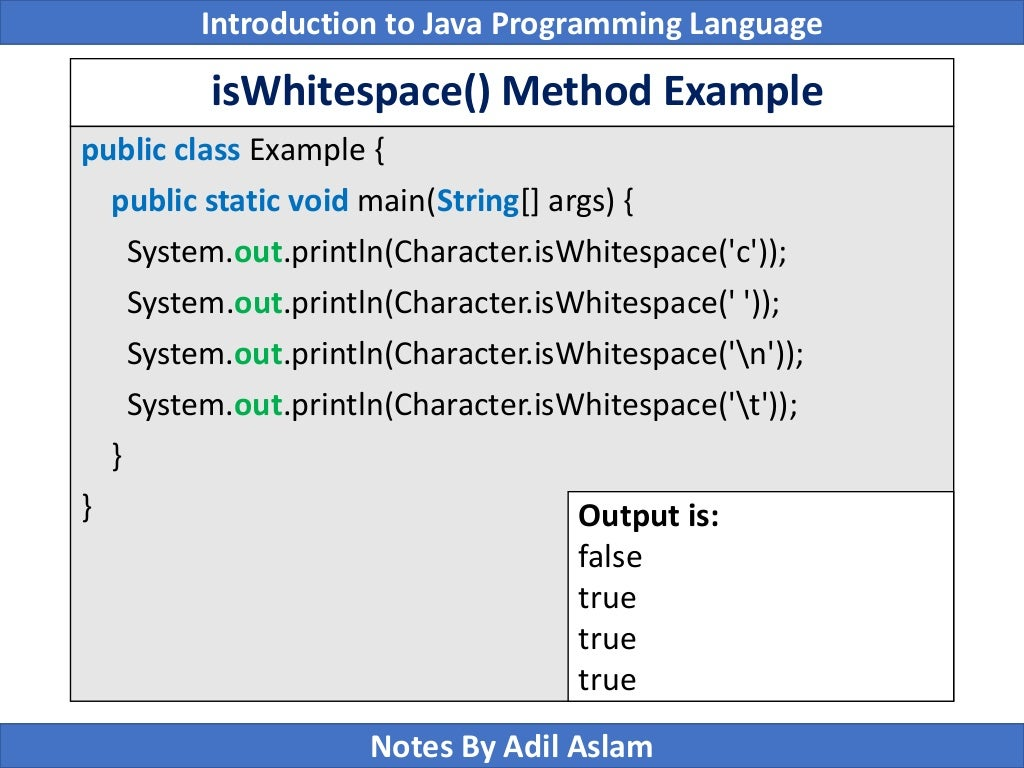 Introduction to Java Programming Language
isWhitespace() Method Example
public class Example {
public static void main(String[] args) {
System.out.println(Character.isWhitespace('c'));
System.out.println(Character.isWhitespace(' '));
System.out.println(Character.isWhitespace('\n'));
System.out.println(Character.isWhitespace('\t'));
}
}
Output is:
false
true
true
true
Notes By Adil Aslam